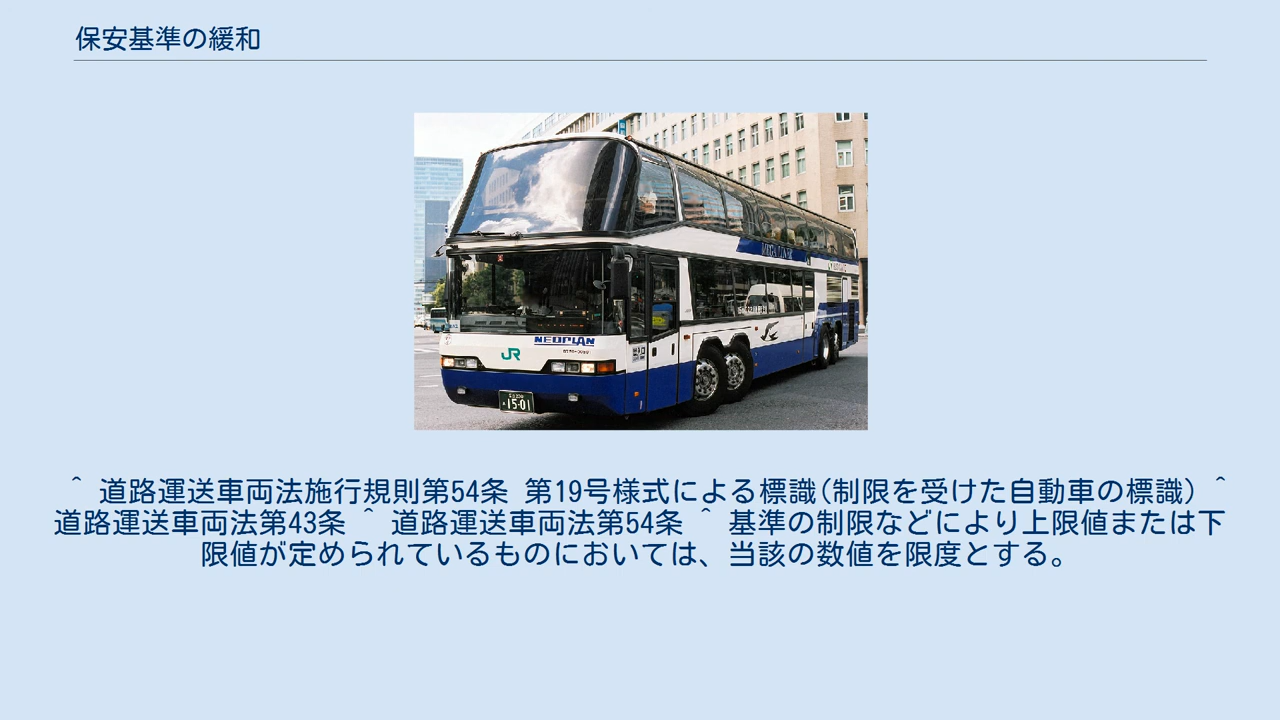 保安基準の緩和
NEOPLAN
JR
15-01
^ 道路運送車両法施行規則第54条 第19号様式による標識(制限を受けた自動車の標識) ^
道路運送車両法第43条 ^ 道路運送車両法第54条 ^ 基準の制限などにより上限値または下
限値が定められているものにおいては、当該の数値を限度とする。